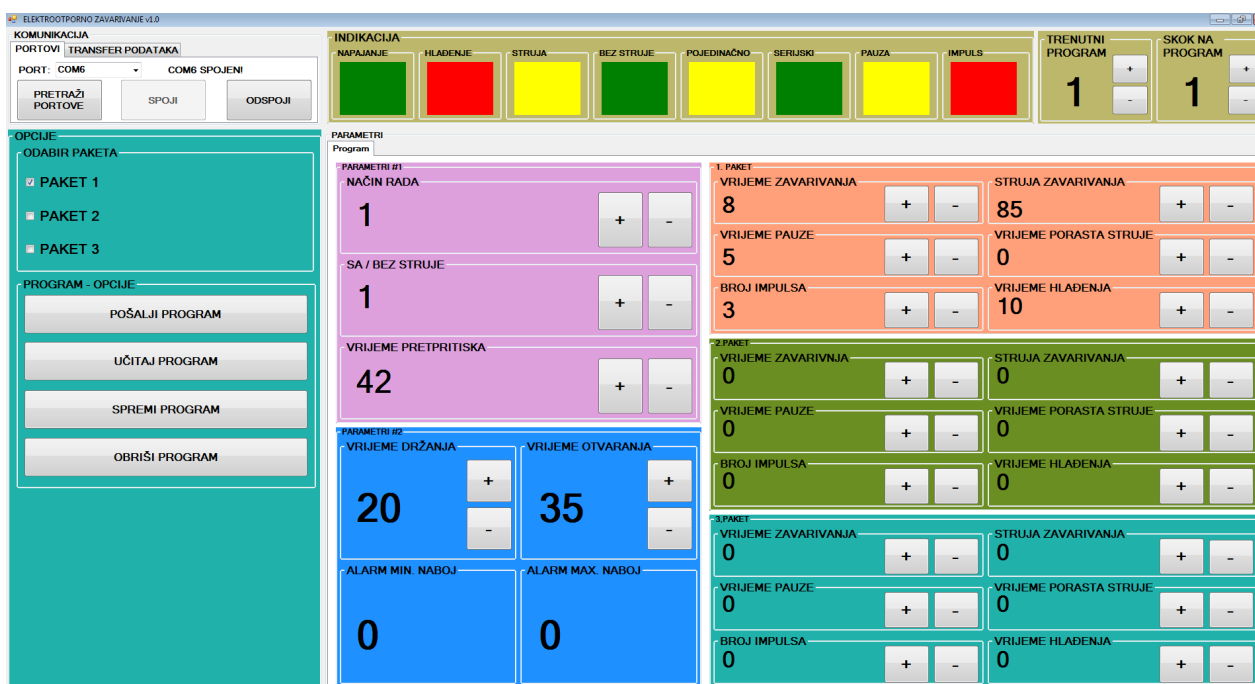 ELEKTROOTPORNO ZAVARIVANJE v1.0
KOMUNIKACIJA
PORTOVI TRANSFER PODATAKA
PORT: COM6 COM6 SPOJEN!
PRETRAŽI PORTOVE SPOJI ODSPOJI
INDIKACIJA
NAPAJANJE HLAĐENJE STRUJA BEZ STRUJE POJEDINAČNO SERIJSKI PAUZA IMPULS
TRENUTNI PROGRAM
1
+
-
SKOK NA PROGRAM
1
+
-
OPCIJE
ODABIR PAKETA
PAKET 1
PAKET 2
PAKET 3
PROGRAM - OPCIJE
POŠALJI PROGRAM
UČITAJ PROGRAM
SPREMI PROGRAM
OBRIŠI PROGRAM
PARAMETRI
Program
PARAMETRI #1
NAČIN RADA
1 + -
SA / BEZ STRUJE
1 + -
VRIJEME PRETPRITISKA
42 + -
PARAMETRI #2
VRIJEME DRŽANJA VRIJEME OTVARANJA
20 + - 35 + -
ALARM MIN. NABOJ ALARM MAX. NABOJ
0 0
1. PAKET
VRIJEME ZAVARIVANJA STRUJA ZAVARIVANJA
8 + - 85 + -
VRIJEME PAUZE VRIJEME PORASTA STRUJE
5 + - 0 + -
BROJ IMPULSA VRIJEME HLAĐENJA
3 + - 10 + -
2.PAKET
VRIJEME ZAVARIVNJA STRUJA ZAVARIVANJA
0 + - 0 + -
VRIJEME PAUZE VRIJEME PORASTA STRUJE
0 + - 0 + -
BROJ IMPULSA VRIJEME HLAĐENJA
0 + - 0 + -
3.PAKET
VRIJEME ZAVARIVANJA STRUJA ZAVARIVANJA
0 + - 0 + -
VRIJEME PAUZE VRIJEME PORASTA STRUJE
0 + - 0 + -
BROJ IMPULSA VRIJEME HLAĐENJA
0 + - 0 + -